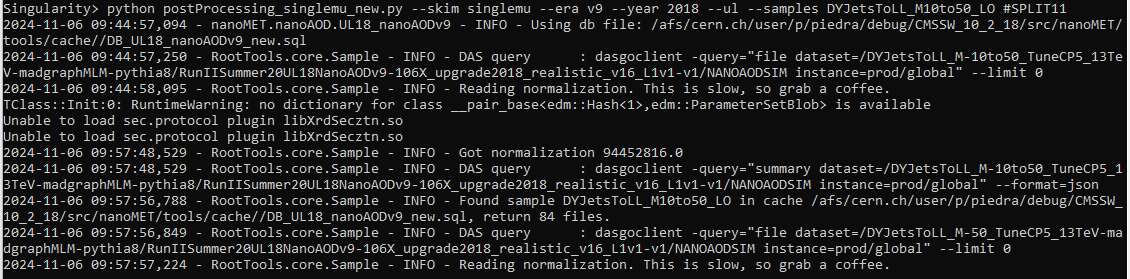 Singularity> python postProcessing_singlemu_new.py --skim singlemu --era v9 --year 2018 --ul --samples DYJetsToLL_M10to50_LO #SPLIT11
2024-11-06 09:44:57,094 - nanoMET.nanoAOD.UL18_nanoAODv9 - INFO - Using db file: /afs/cern.ch/user/p/piedra/debug/CMSSW_10_2_18/src/nanoMET/
tools/cache//DB_UL18_nanoAODv9_new.sql
2024-11-06 09:44:57,250 - RootTools.core.Sample - INFO - DAS query      : dasgoclient -query="file dataset=/DYJetsToLL_M-10to50_TuneCP5_13Te
V-madgraphMLM-pythia8/RunIISummer20UL18NanoAODv9-106X_upgrade2018_realistic_v16_L1v1-v1/NANOAODSIM instance=prod/global" --limit 0
2024-11-06 09:44:58,095 - RootTools.core.Sample - INFO - Reading normalization. This is slow, so grab a coffee.
TClass::Init:0: RuntimeWarning: no dictionary for class __pair_base<edm::Hash<1>,edm::ParameterSetBlob> is available
Unable to load sec.protocol plugin libXrdSecztn.so
Unable to load sec.protocol plugin libXrdSecztn.so
2024-11-06 09:57:48,529 - RootTools.core.Sample - INFO - Got normalization 94452816.0
2024-11-06 09:57:48,530 - RootTools.core.Sample - INFO - DAS query      : dasgoclient -query="summary dataset=/DYJetsToLL_M-10to50_TuneCP5_1
3TeV-madgraphMLM-pythia8/RunIISummer20UL18NanoAODv9-106X_upgrade2018_realistic_v16_L1v1-v1/NANOAODSIM instance=prod/global" --format=json
2024-11-06 09:57:56,788 - RootTools.core.Sample - INFO - Found sample DYJetsToLL_M10to50_LO in cache /afs/cern.ch/user/p/piedra/debug/CMSSW_
10_2_18/src/nanoMET/tools/cache//DB_UL18_nanoAODv9_new.sql, return 84 files.
2024-11-06 09:57:56,849 - RootTools.core.Sample - INFO - DAS query      : dasgoclient -query="file dataset=/DYJetsToLL_M-50_TuneCP5_13TeV-ma
dgraphMLM-pythia8/RunIISummer20UL18NanoAODv9-106X_upgrade2018_realistic_v16_L1v1-v1/NANOAODSIM instance=prod/global" --limit 0
2024-11-06 09:57:57,224 - RootTools.core.Sample - INFO - Reading normalization. This is slow, so grab a coffee.